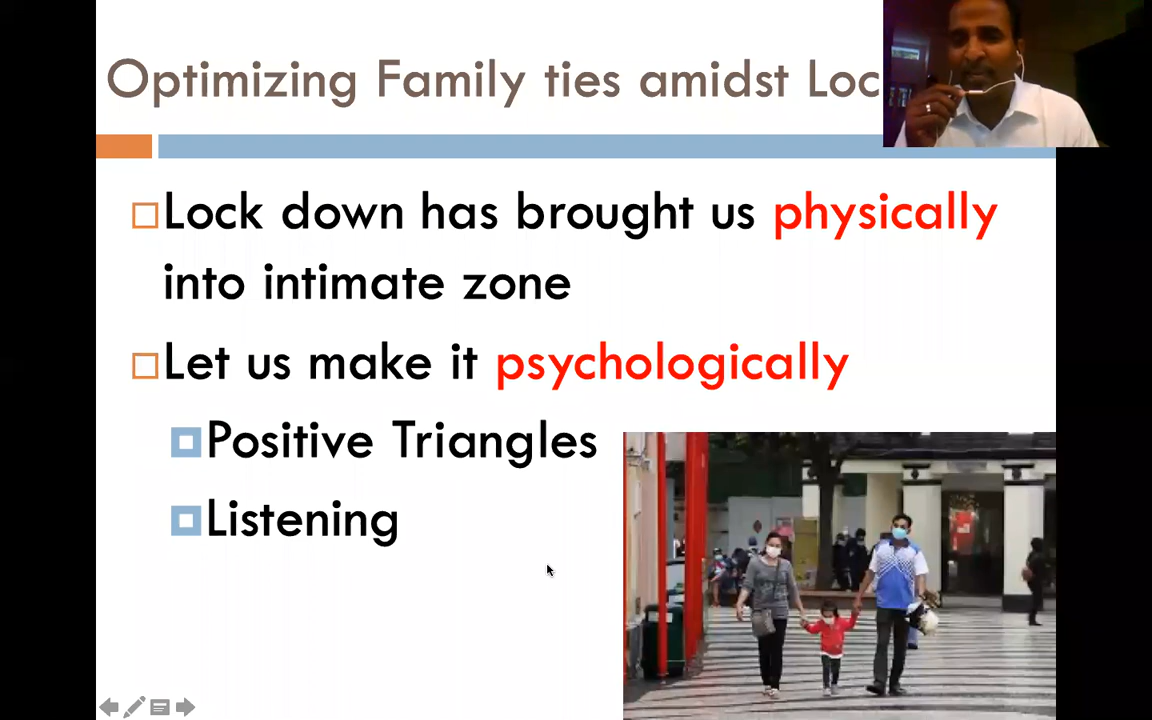 Optimizing Family ties amidst Loc
Lock down has brought us physically
into intimate zone
Let us make it psychologically
Positive Triangles
Listening